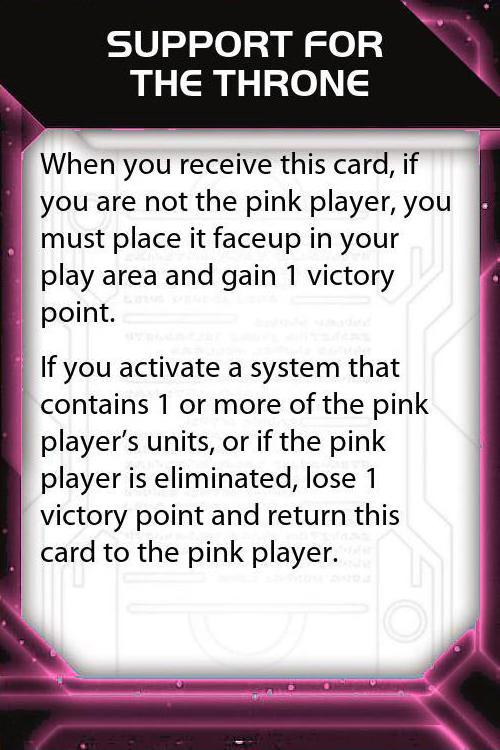 SUPPORT FOR
THE THRONE
When you receive this card, if
you are not the pink player, you
must place it faceup in your
play area and gain 1 victory
point.
If you activate a system that
contains 1 or more of the pink
player’s units, or if the pink
player is eliminated, lose 1
victory point and return this
card to the pink player.